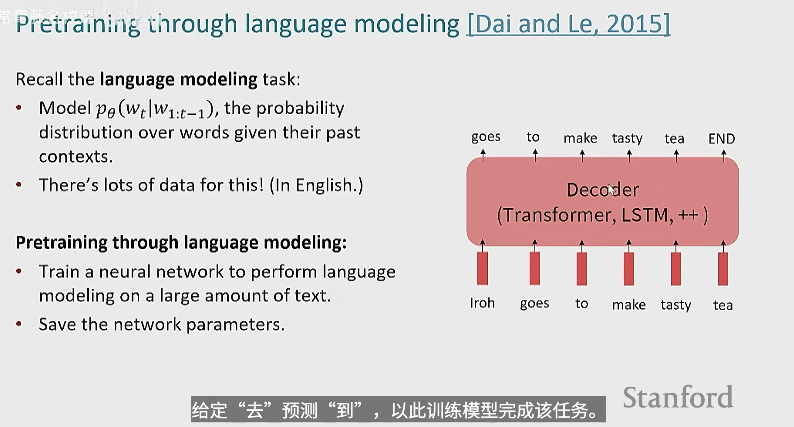 Pretraining through language modeling [Dai and Le, 2015]
Recall the language modeling task:
• Model pθ(wt|w1:t−1), the probability
distribution over words given their past
contexts.
• There's lots of data for this! (In English.)
Pretraining through language modeling:
• Train a neural network to perform language
modeling on a large amount of text.
• Save the network parameters.
goes to make tasty tea END
Decoder
(Transformer, LSTM, ++ )
Iroh goes to make tasty tea
给定“去”预测“到”，以此训练模型完成该任务。
Stanford